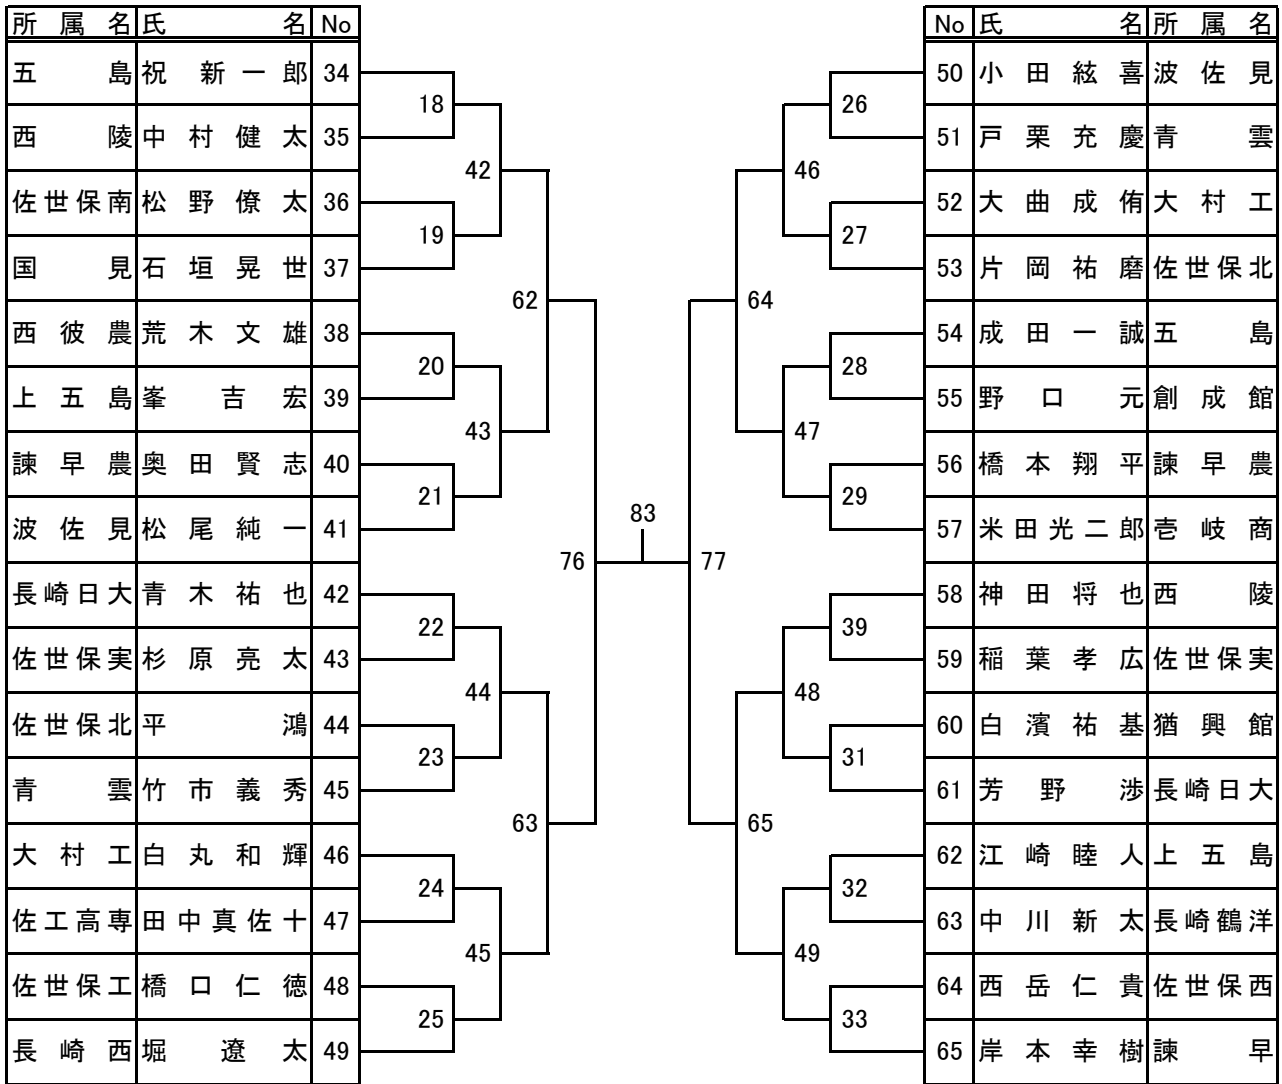 所属名 氏名 No No 氏名 所属名
五島 祝新一郎 34 50 小田絃喜 波佐見
18 26
西陵 中村健太 35 51 戸栗充慶 青雲
42 46
佐世保南 松野僚太 36 52 大曲成侑 大村工
19 27
国見 石垣晃世 37 53 片岡祐磨 佐世保北
62 64
西彼農 荒木文雄 38 54 成田一誠 五島
20 28
上五島 峯吉宏 39 55 野口元 創成館
43 47
諫早農 奥田賢志 40 56 橋本翔平 諫早農
21 29
83
波佐見 松尾純一 41 57 米田光二郎 壱岐商
76 77
長崎日大 青木祐也 42 58 神田将也 西陵
22 39
佐世保実 杉原亮太 43 59 稲葉孝広 佐世保実
44 48
佐世保北 平鴻 44 60 白濱祐基 猶興館
23 31
青雲 竹市義秀 45 61 芳野渉 長崎日大
63 65
大村工 白丸和輝 46 62 江崎睦人 上五島
24 32
佐工高専 田中真佐十 47 63 中川新太 長崎鶴洋
45 49
佐世保工 橋口仁徳 48 64 西岳仁貴 佐世保西
25 33
長崎西 堀遼太 49 65 岸本幸樹 諫早